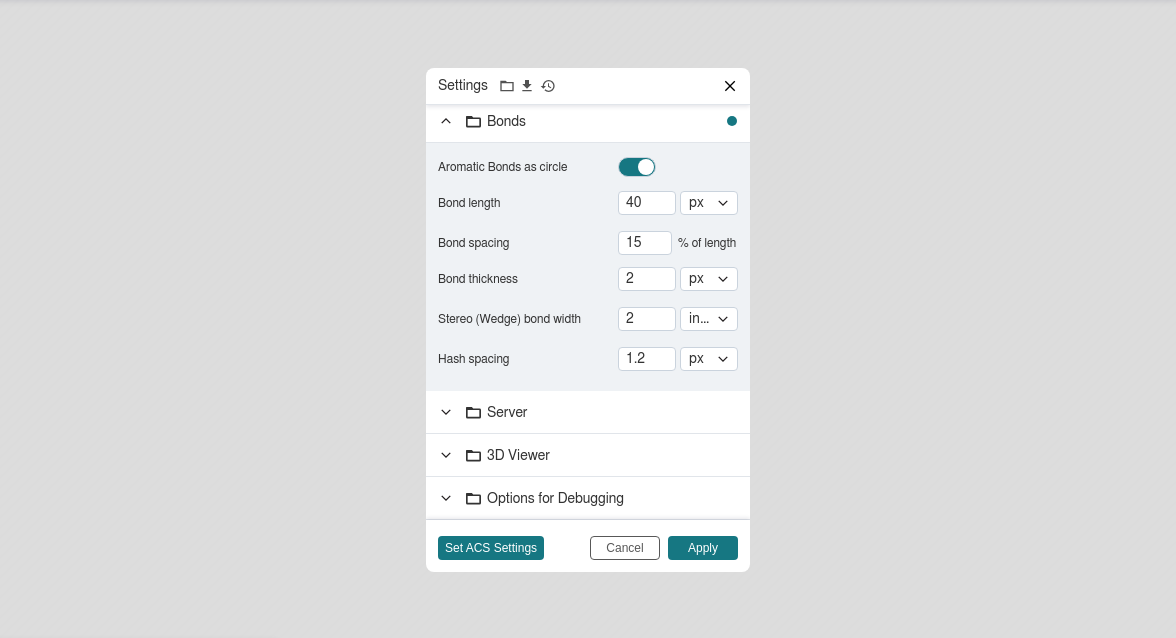 Settings
Bonds
Aromatic Bonds as circle
Bond length 40 px
Bond spacing 15 % of length
Bond thickness 2 px
Stereo (Wedge) bond width 2 in...
Hash spacing 1.2 px
Server
3D Viewer
Options for Debugging
Set ACS Settings Cancel Apply